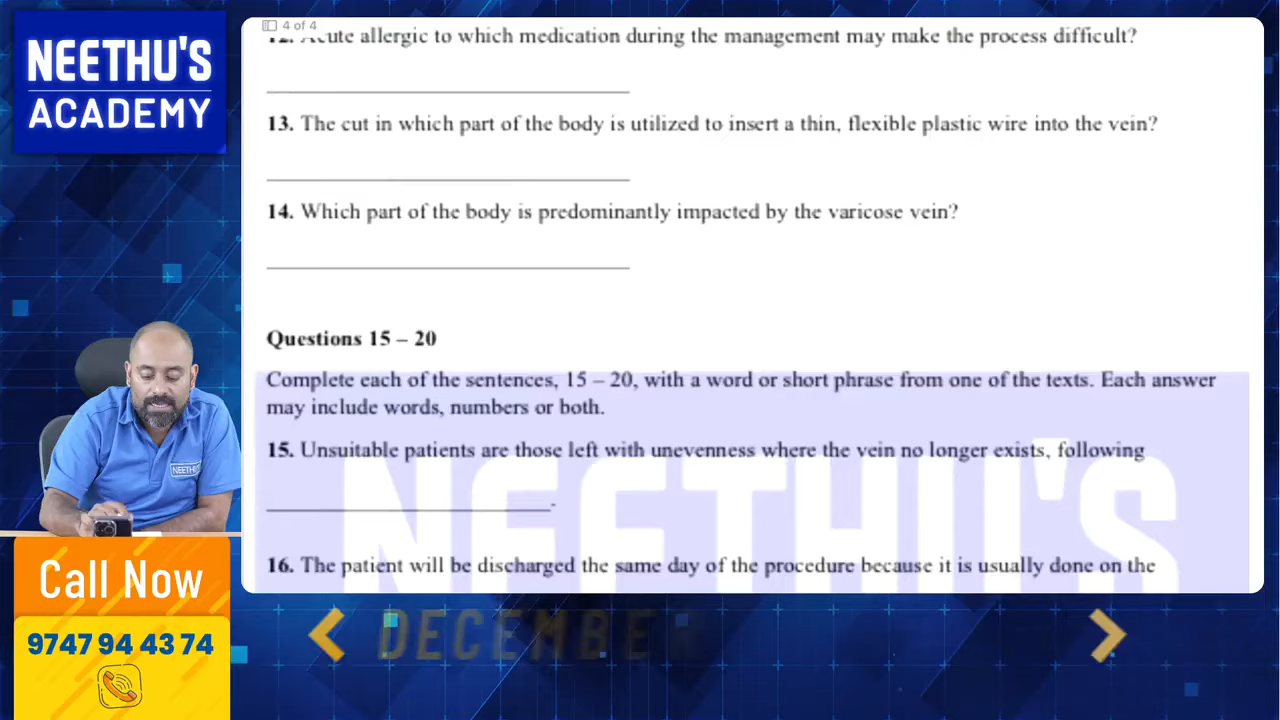 NEETHU'S
ACADEMY
4 of 4
12. Acute allergic to which medication during the management may make the process difficult?
13. The cut in which part of the body is utilized to insert a thin, flexible plastic wire into the vein?
14. Which part of the body is predominantly impacted by the varicose vein?
Questions 15 – 20
Complete each of the sentences, 15 – 20, with a word or short phrase from one of the texts. Each answer
may include words, numbers or both.
15. Unsuitable patients are those left with unevenness where the vein no longer exists, following
.
16. The patient will be discharged the same day of the procedure because it is usually done on the
NEETHU'S
NEETHU'S
Call Now
9747 94 43 74
DECEMBER